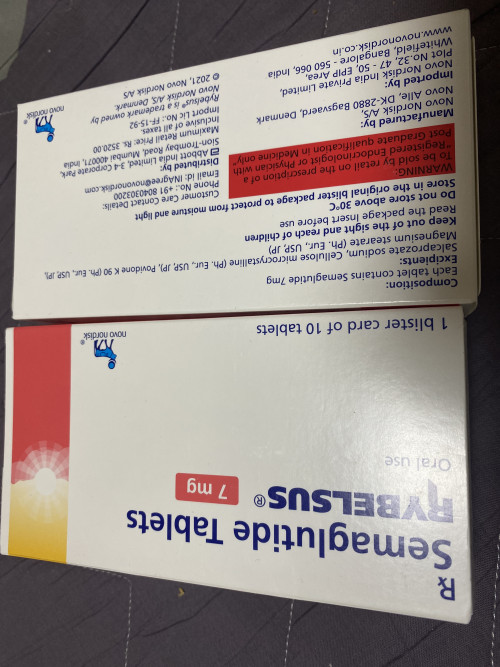 Rx
Semaglutide Tablets
RYBELSUS®
7 mg
Oral use
1 blister card of 10 tablets
novo nordisk®
Composition:
Each tablet contains Semaglutide 7mg
Excipients:
Salcaprozate sodium, Cellulose microcrystalline (Ph. Eur., USP, JP), Povidone K 90 (Ph. Eur., USP, JP),
Magnesium stearate (Ph. Eur., USP, JP)
Read the package Insert before use
Keep out of the sight and reach of children
Do not store above 30°C
Store in the original blister package to protect from moisture and light
WARNING:
To be sold by retail on the prescription of a
"Registered Endocrinologist or Physician with
Post Graduate qualification in Medicine only"
Manufactured by:
Novo Nordisk A/S
Novo Alle, DK-2880 Bagsvaerd, Denmark
Imported by:
Novo Nordisk India Private Limited,
Plot No.32, 47 - 50, EPIP Area,
Whitefield, Bangalore - 560 066, India
www.novonordisk.co.in
Customer Care Details:
Phone No.: +91 8040303200
Email id: INAgree@novonordisk.com
Distributed by:
Abbott India Limited, 3-4 Corporate Park,
Sion-Trombay Road, Mumbai 400071, India
Maximum Retail Price: Rs. 3520.00
Inclusive of all taxes.
Import Lic No.: FF-15-92
Rybelsus® is a trademark owned by
Novo Nordisk A/S, Denmark.
© 2021, Novo Nordisk A/S
novo nordisk®